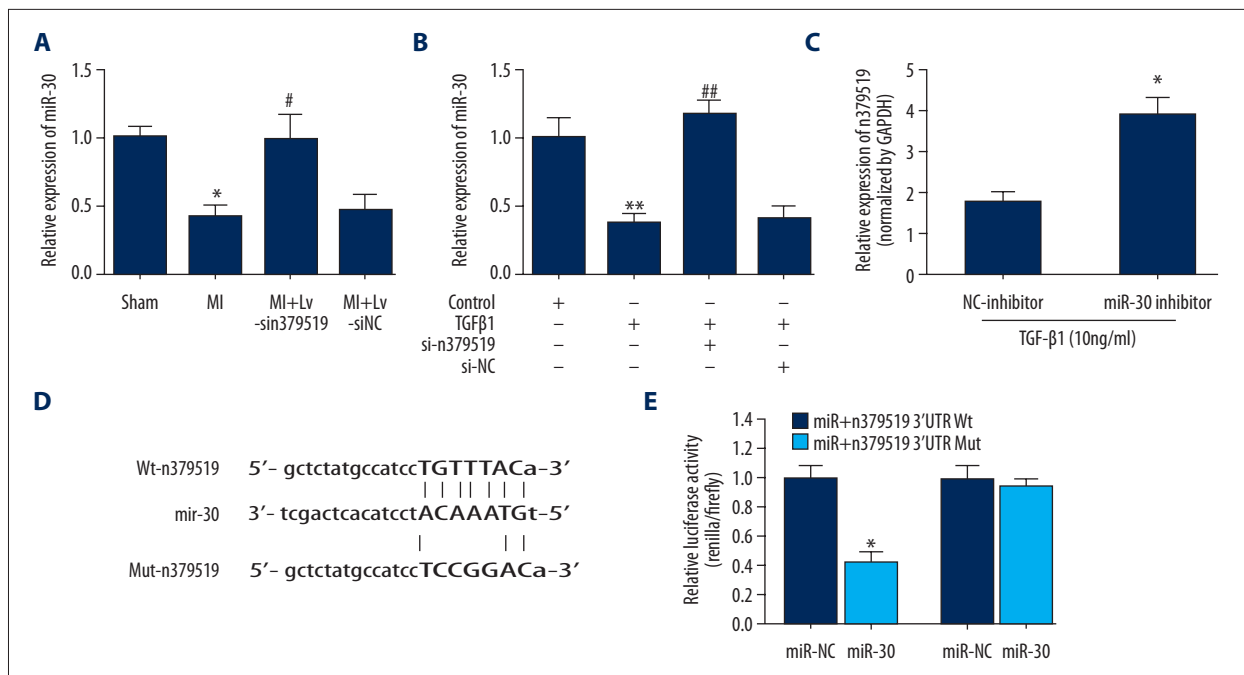 A
Relative expression of miR-30
1.5
1.0
0.5
0.0
*
#
Sham
MI
MI+Lv
-sin379519
MI+Lv
-siNC
B
Relative expression of miR-30
1.5
1.0
0.5
0.0
**
##
Control + – – –
TGFβ1 – + + +
si-n379519 – – + –
si-NC – – – +
C
Relative expression of n379519
(normalized by GAPDH)
5
4
3
2
1
0
*
NC-inhibitor
miR-30 inhibitor
TGF-β1 (10ng/ml)
D
Wt-n379519 5′– gctctatgccatccTGTTTACa–3′
mir-30 3′– tcgactcacatcctACAAATGt–5′
Mut-n379519 5′– gctctatgccatccTCCGGACa–3′
E
Relative luciferase activity
(renilla/firefly)
1.4
1.2
1.0
0.8
0.6
0.4
0.2
0.0
miR+n379519 3′UTR Wt
miR+n379519 3′UTR Mut
*
miR-NC
miR-30
miR-NC
miR-30